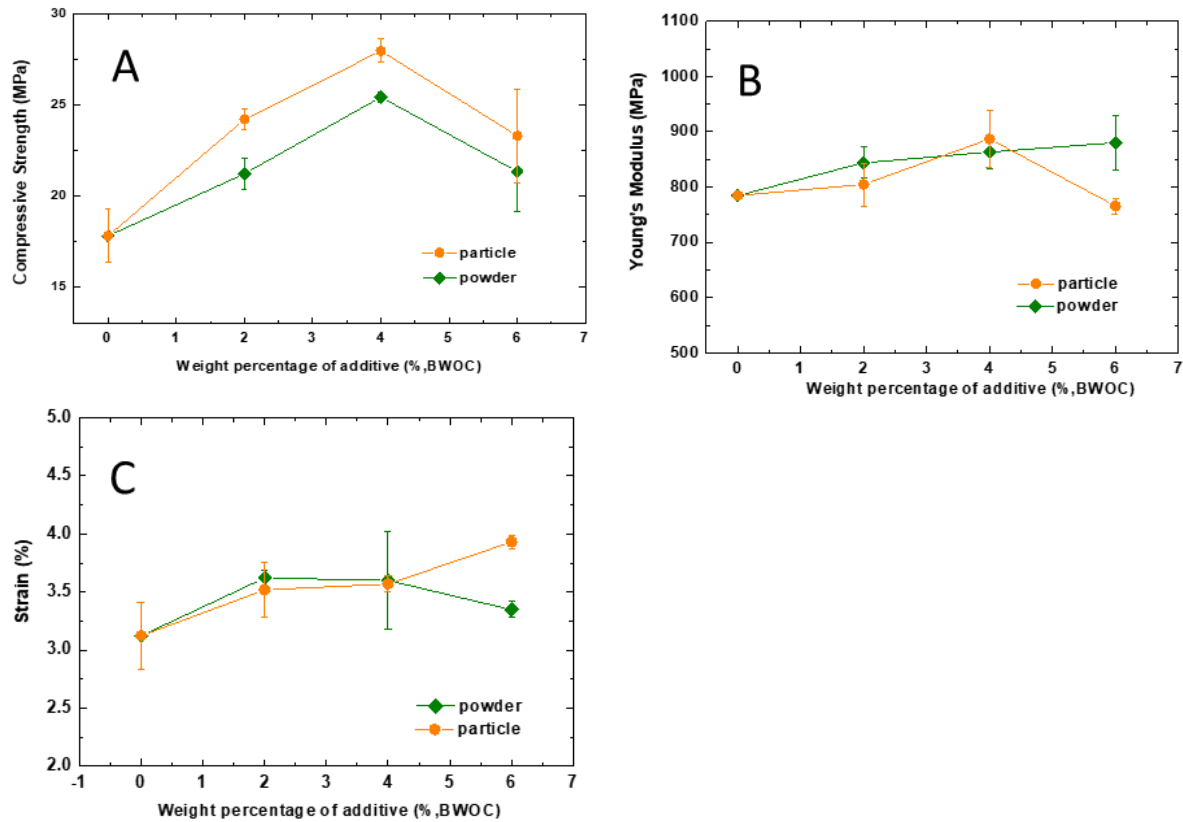 A
Compressive Strength (MPa)
30
25
20
15
particle
powder
0 1 2 3 4 5 6 7
Weight percentage of additive (%,BWOC)
B
Young's Modulus (MPa)
1100
1000
900
800
700
600
500
particle
powder
0 1 2 3 4 5 6 7
Weight percentage of additive (%,BWOC)
C
Strain (%)
5.0
4.5
4.0
3.5
3.0
2.5
2.0
powder
particle
-1 0 1 2 3 4 5 6 7
Weight percentage of additive (%,BWOC)